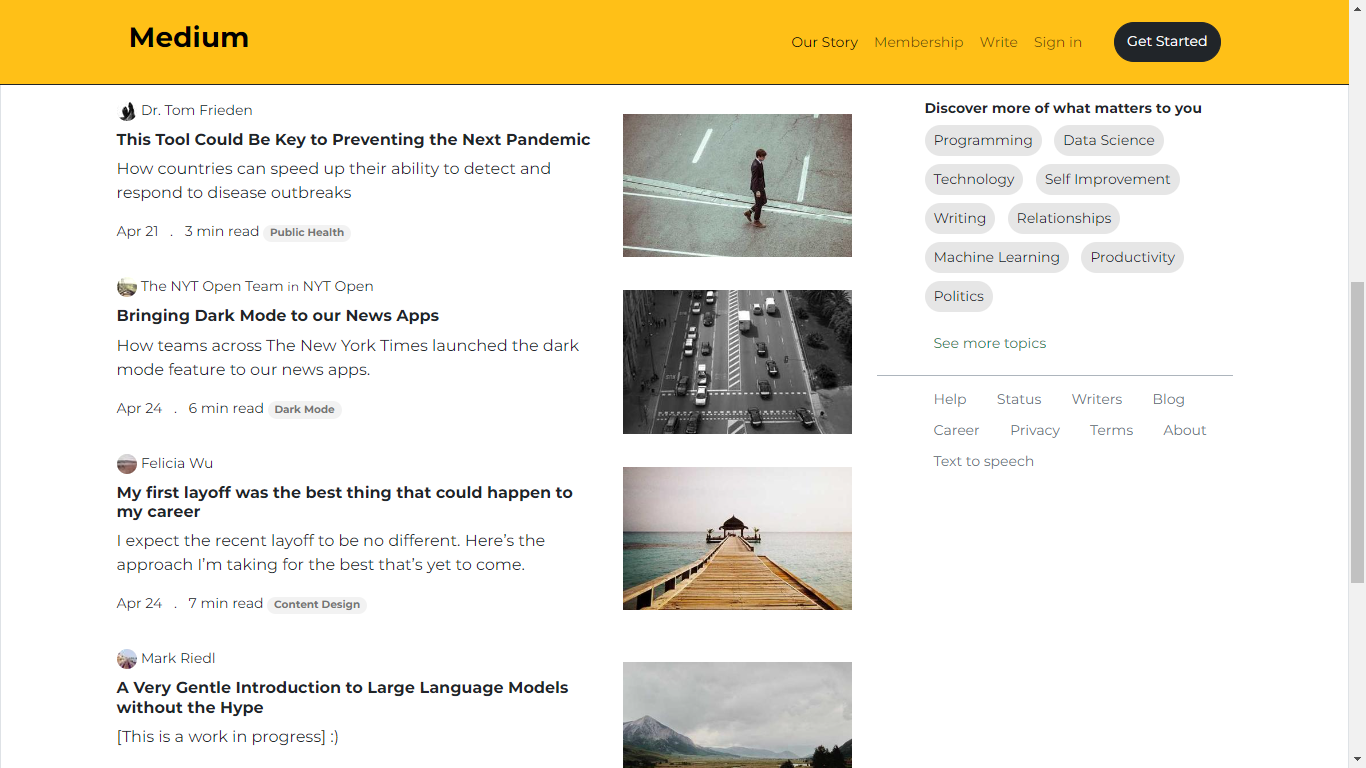 Medium
Our Story Membership Write Sign in Get Started
Dr. Tom Frieden
This Tool Could Be Key to Preventing the Next Pandemic
How countries can speed up their ability to detect and
respond to disease outbreaks
Apr 21 . 3 min read Public Health
The NYT Open Team in NYT Open
Bringing Dark Mode to our News Apps
How teams across The New York Times launched the dark
mode feature to our news apps.
Apr 24 . 6 min read Dark Mode
Felicia Wu
My first layoff was the best thing that could happen to
my career
I expect the recent layoff to be no different. Here’s the
approach I’m taking for the best that’s yet to come.
Apr 24 . 7 min read Content Design
Mark Riedl
A Very Gentle Introduction to Large Language Models
without the Hype
[This is a work in progress] :)
Discover more of what matters to you
Programming Data Science
Technology Self Improvement
Writing Relationships
Machine Learning Productivity
Politics
See more topics
Help Status Writers Blog
Career Privacy Terms About
Text to speech